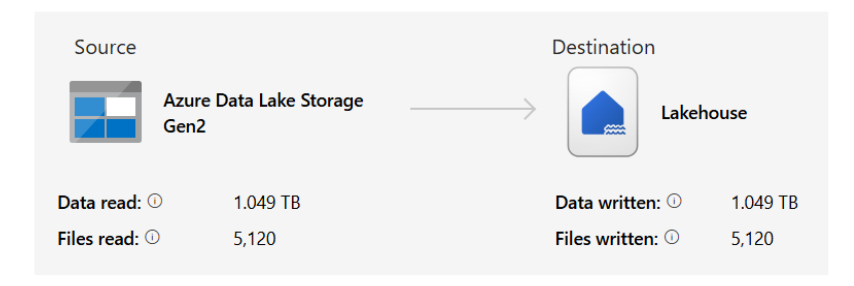 Source
Destination
Azure Data Lake Storage
Gen2
Lakehouse
Data read: 1.049 TB
Files read: 5,120
Data written: 1.049 TB
Files written: 5,120